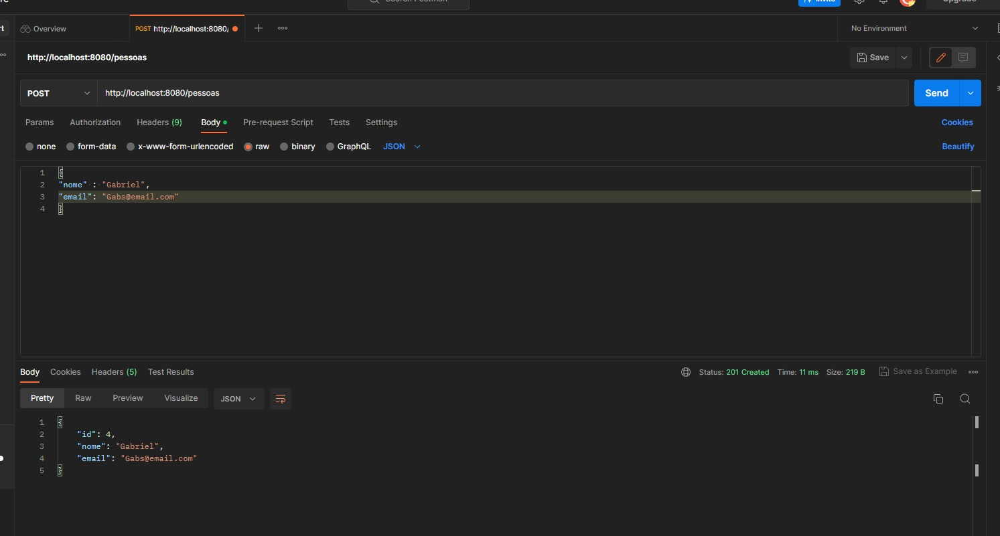 Overview
POST http://localhost:8080/
No Environment
http://localhost:8080/pessoas
Save
POST http://localhost:8080/pessoas Send
Params Authorization Headers (9) Body Pre-request Script Tests Settings Cookies
none form-data x-www-form-urlencoded raw binary GraphQL JSON Beautify
1 {
2 "nome" : "Gabriel",
3 "email": "Gabs@email.com"
4 }
Body Cookies Headers (5) Test Results Status: 201 Created Time: 11 ms Size: 219 B Save as Example
Pretty Raw Preview Visualize JSON
1 {
2 "id": 4,
3 "nome": "Gabriel",
4 "email": "Gabs@email.com"
5 }